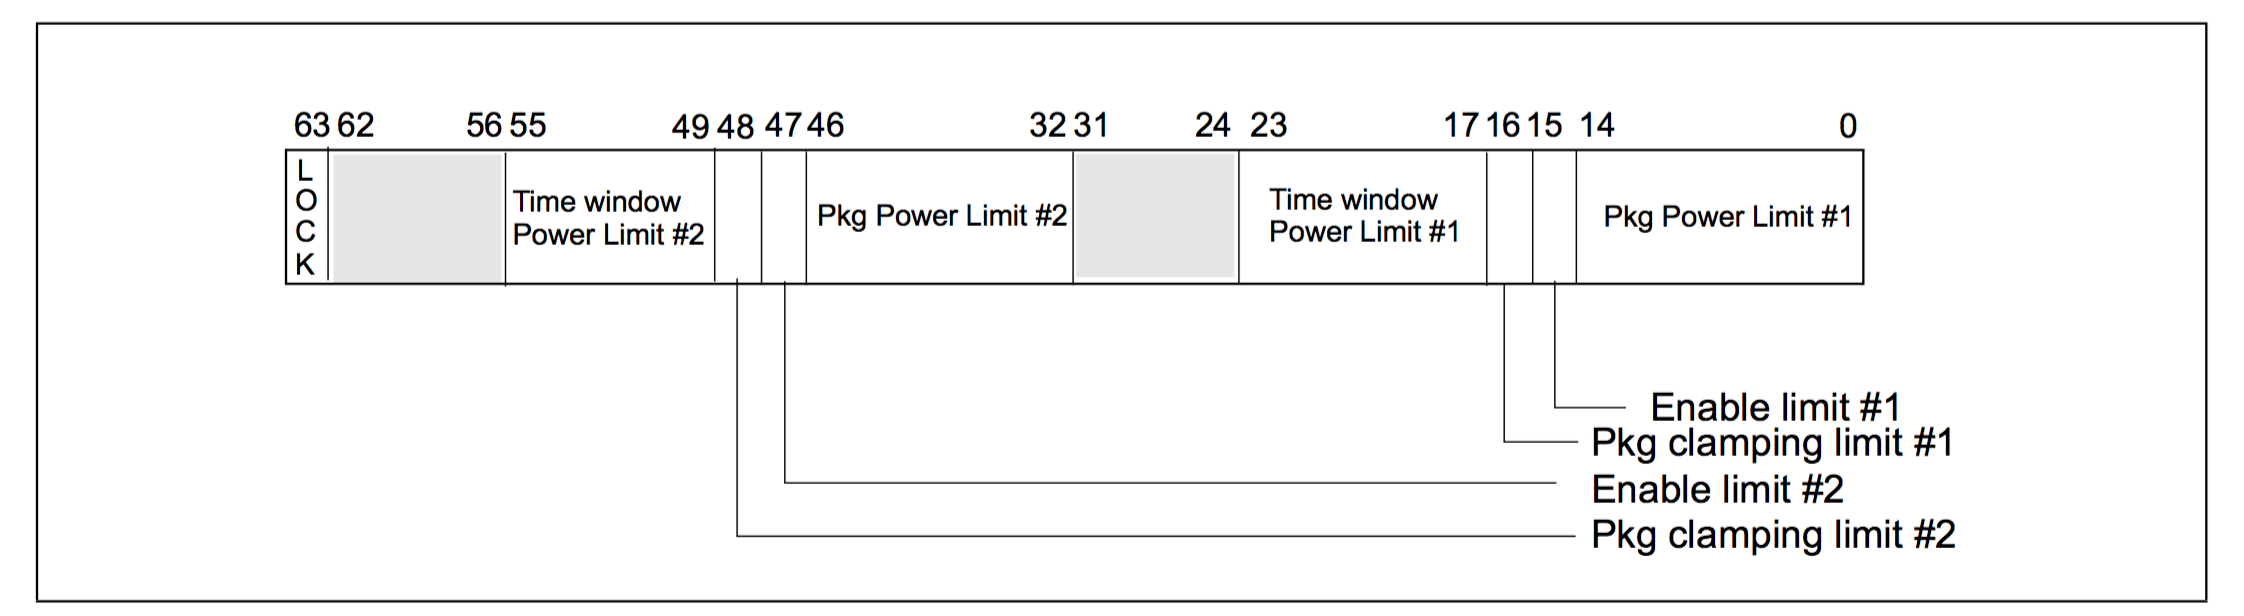 63 62 56 55 49 48 47 46 32 31 24 23 17 16 15 14 0
L
O
C
K
Time window
Power Limit #2
Pkg Power Limit #2
Time window
Power Limit #1
Pkg Power Limit #1
Enable limit #1
Pkg clamping limit #1
Enable limit #2
Pkg clamping limit #2